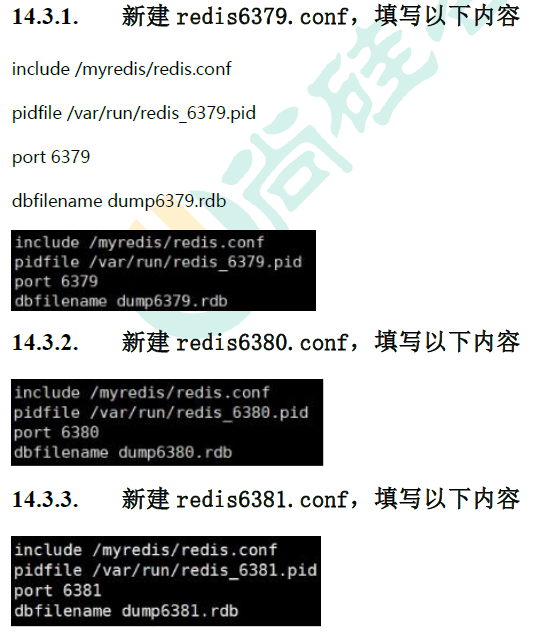 14.3.1. 新建 redis6379.conf，填写以下内容
include /myredis/redis.conf
pidfile /var/run/redis_6379.pid
port 6379
dbfilename dump6379.rdb
include /myredis/redis.conf
pidfile /var/run/redis_6379.pid
port 6379
dbfilename dump6379.rdb
14.3.2. 新建 redis6380.conf，填写以下内容
include /myredis/redis.conf
pidfile /var/run/redis_6380.pid
port 6380
dbfilename dump6380.rdb
14.3.3. 新建 redis6381.conf，填写以下内容
include /myredis/redis.conf
pidfile /var/run/redis_6381.pid
port 6381
dbfilename dump6381.rdb
尚硅